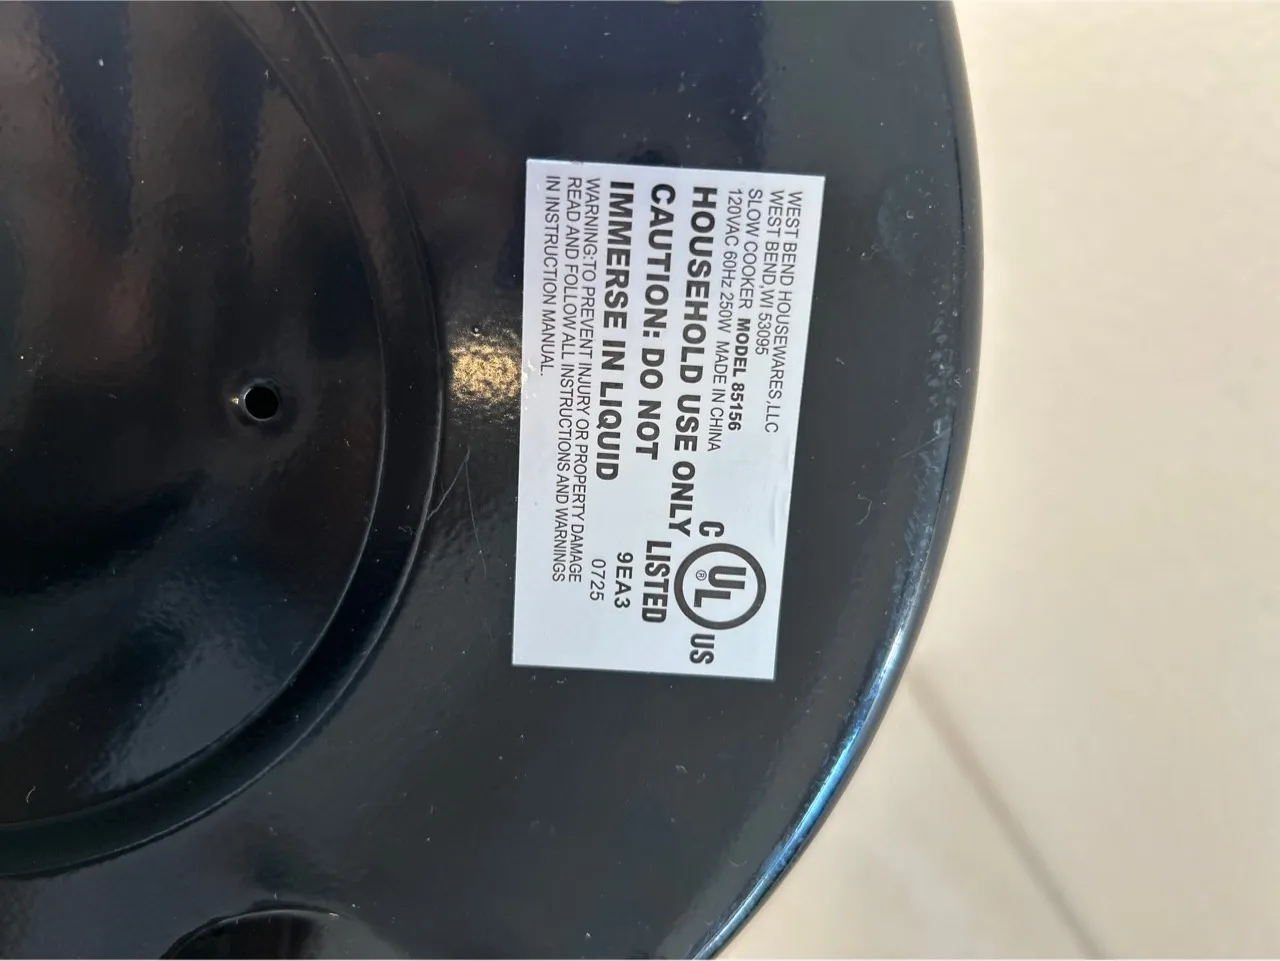 WEST BEND HOUSEWARES,LLC
WEST BEND,WI 53095
SLOW COOKER MODEL 85156
120VAC 60Hz 250W MADE IN CHINA
HOUSEHOLD USE ONLY
CAUTION: DO NOT
IMMERSE IN LIQUID
WARNING:TO PREVENT INJURY OR PROPERTY DAMAGE
READ AND FOLLOW ALL INSTRUCTIONS AND WARNINGS
IN INSTRUCTION MANUAL.
C UL ® US
LISTED
9EA3
0725